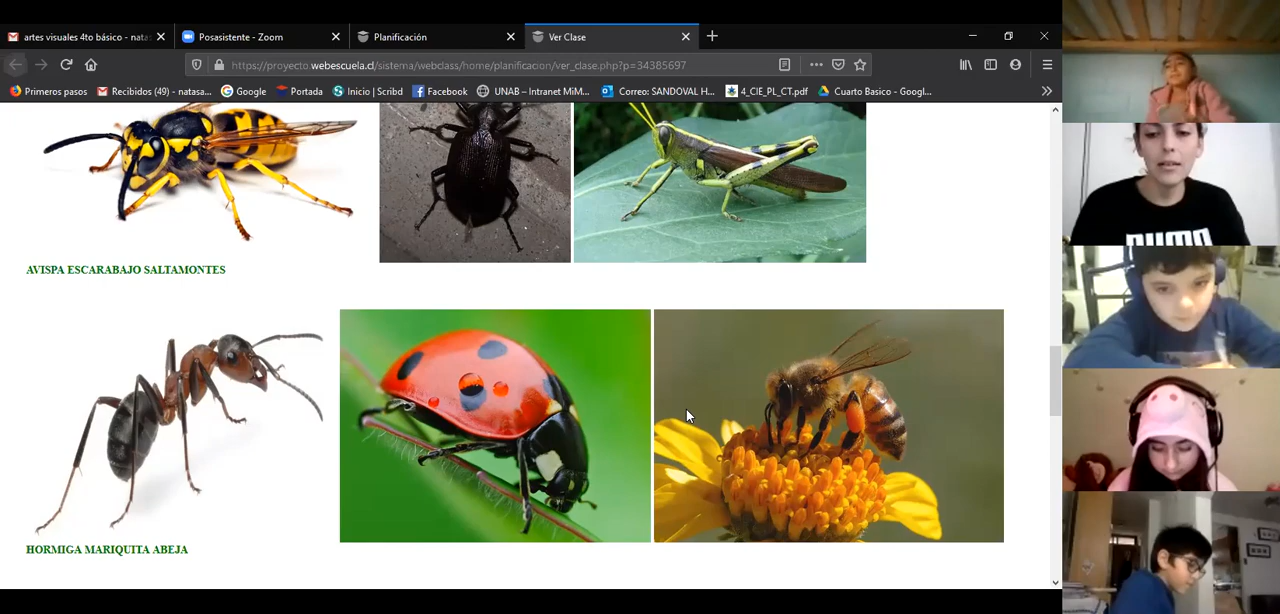 artes visuales 4to básico - natas
Posasistente - Zoom
Planificación
Ver Clase
https://proyecto.webescuela.cl/sistema/webclass/home/planificacion/ver_clase.php?p=34385697
Primeros pasos
Recibidos (49) - natasa...
Google
Portada
Inicio | Scribd
Facebook
UNAB – Intranet MiM...
Correo: SANDOVAL H...
4_CIE_PL_CT.pdf
Cuarto Basico - Googl...
AVISPA ESCARABAJO SALTAMONTES
HORMIGA MARIQUITA ABEJA
PUMA